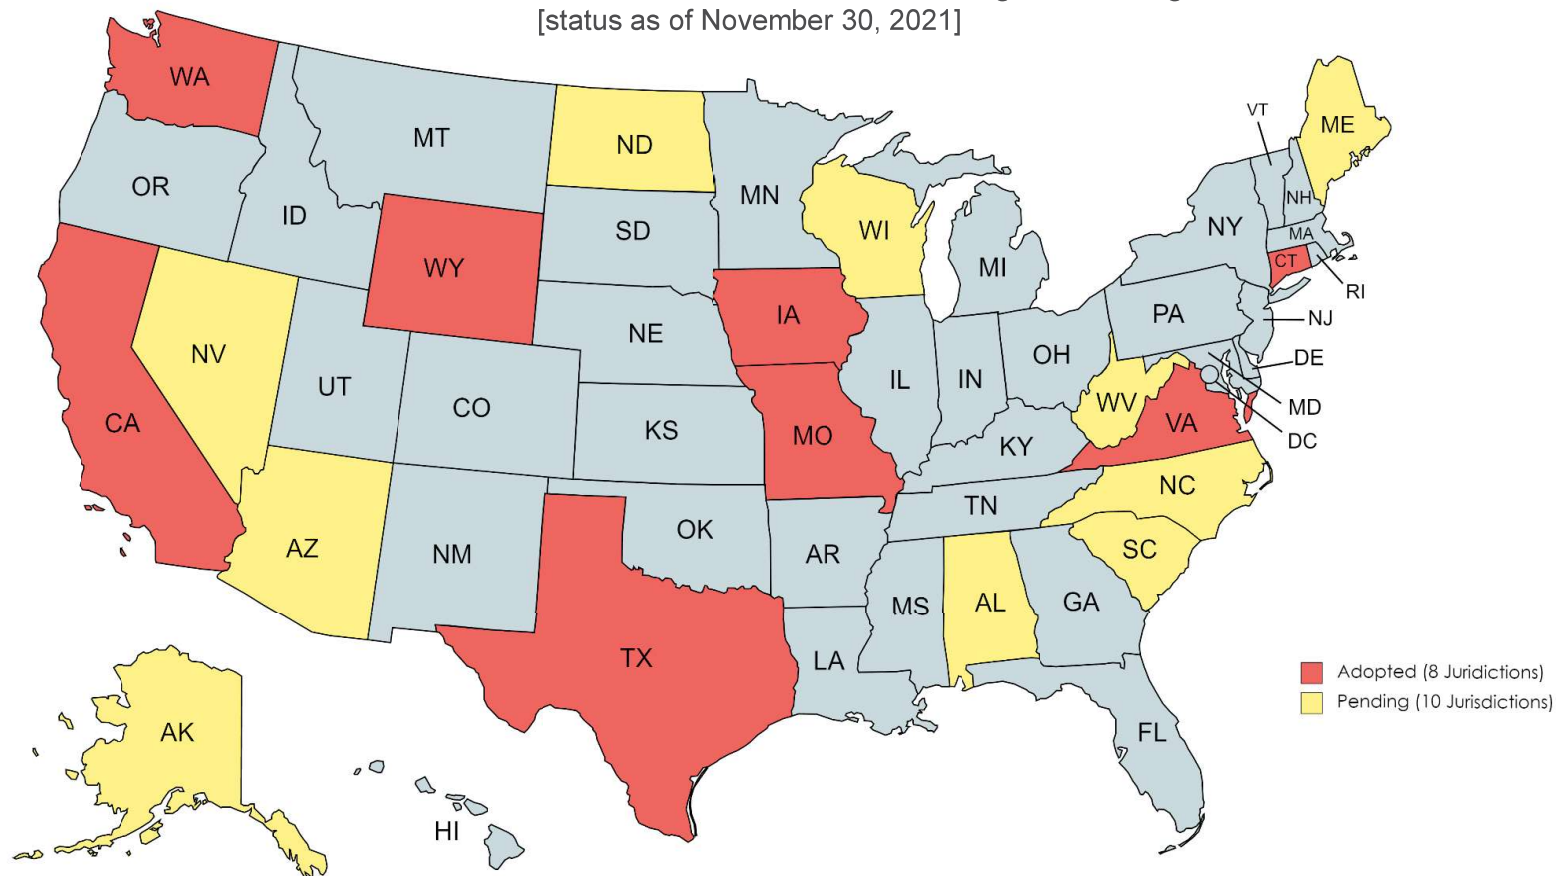 [status as of November 30, 2021]
WA
MT
ND
MN
OR
ID
SD
WI
MI
WY
VT
ME
NH
NY
MA
CT
RI
NV
UT
CO
NE
IA
PA
NJ
CA
KS
MO
IL
IN
OH
DE
WV
VA
MD
DC
KY
AZ
NM
OK
AR
TN
NC
SC
MS
AL
GA
TX
LA
FL
AK
HI
Adopted (8 Juridictions)
Pending (10 Jurisdictions)